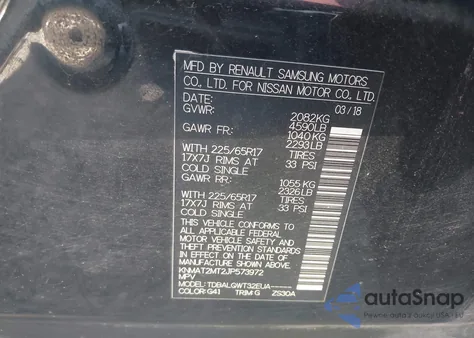 MFD BY RENAULT SAMSUNG MOTORS
CO., LTD. FOR NISSAN MOTOR CO., LTD.
DATE: 03/18
GVWR: 2082KG
4590LB
GAWR FR: 1040KG
2293LB
WITH 225/65R17 TIRES
17X7J RIMS AT 33 PSI
COLD SINGLE
GAWR RR: 1055KG
2326LB
WITH 225/65R17 TIRES
17X7J RIMS AT 33 PSI
COLD SINGLE
THIS VEHICLE CONFORMS TO
ALL APPLICABLE FEDERAL
MOTOR VEHICLE SAFETY AND
THEFT PREVENTION STANDARDS
IN EFFECT ON THE DATE OF
MANUFACTURE SHOWN ABOVE.
KNMAT2MT2JP573972
MPV
MODEL: TDBALQWT32EUA------
COLOR: G41 TRIM: G ZS30A
autoSnap